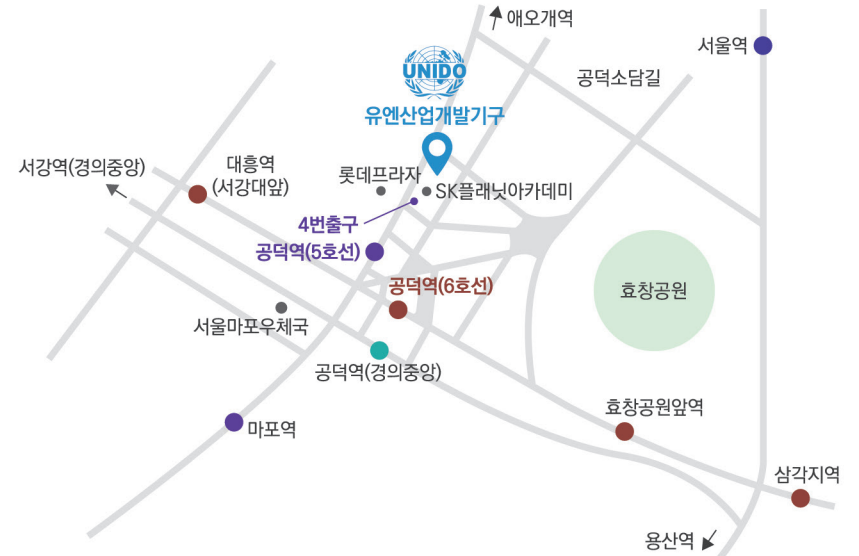 애오개역
서울역
UNIDO
공덕소담길
유엔산업개발기구
서강역(경의중앙)
대흥역
(서강대앞)
롯데프라자
SK플래닛아카데미
4번출구
공덕역(5호선)
공덕역(6호선)
효창공원
서울마포우체국
공덕역(경의중앙)
효창공원앞역
마포역
삼각지역
용산역